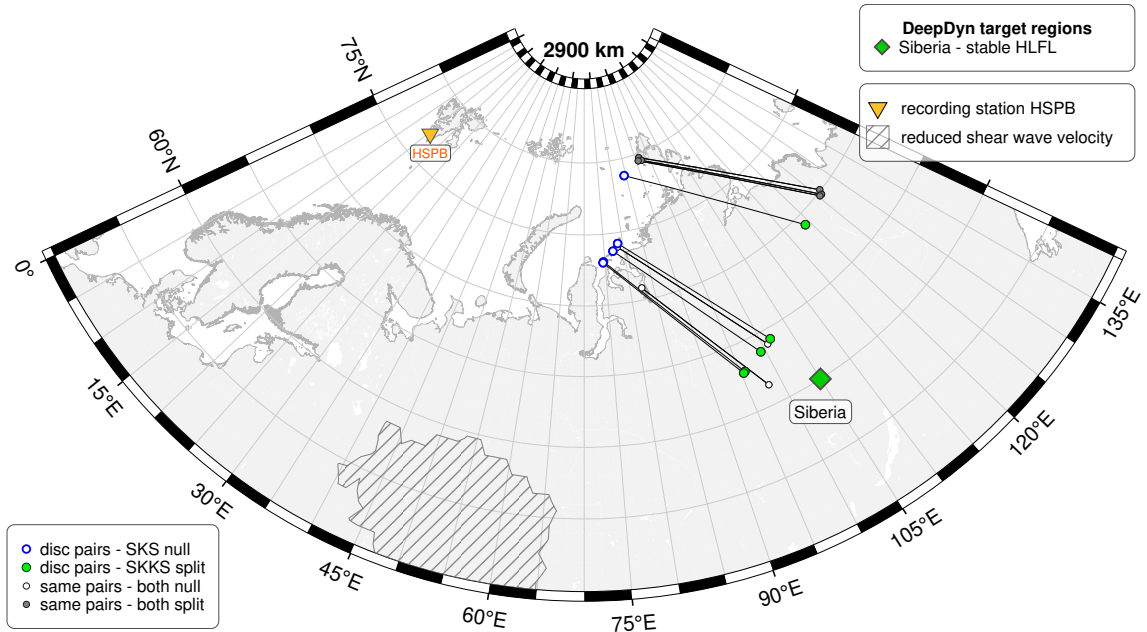 2900 km
75°N
60°N
0°
15°E
30°E
45°E
60°E
75°E
90°E
105°E
120°E
135°E
HSPB
Siberia
DeepDyn target regions
Siberia - stable HLFL
recording station HSPB
reduced shear wave velocity
disc pairs - SKS null
disc pairs - SKKS split
same pairs - both null
same pairs - both split